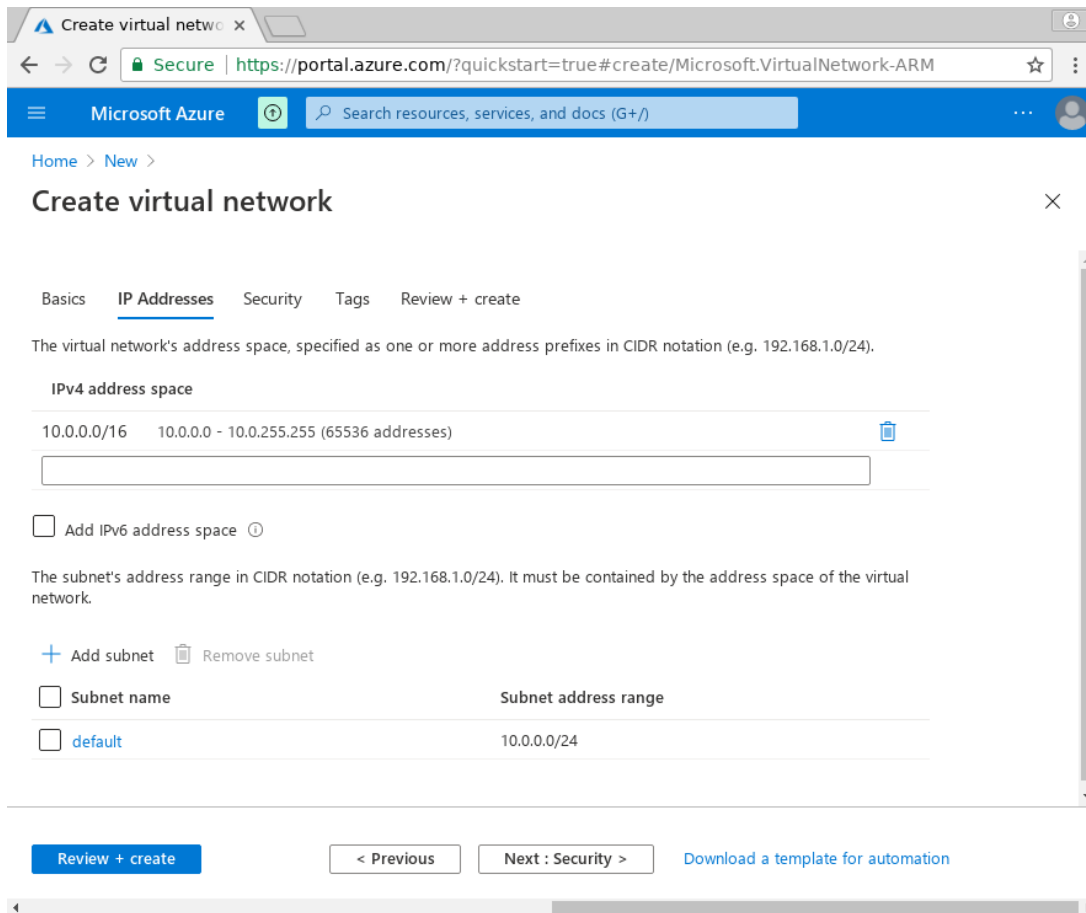 Create virtual netwo
Secure https://portal.azure.com/?quickstart=true#create/Microsoft.VirtualNetwork-ARM
Microsoft Azure Search resources, services, and docs (G+/)
Home > New >
Create virtual network
Basics IP Addresses Security Tags Review + create
The virtual network's address space, specified as one or more address prefixes in CIDR notation (e.g. 192.168.1.0/24).
IPv4 address space
10.0.0.0/16 10.0.0.0 - 10.0.255.255 (65536 addresses)
Add IPv6 address space
The subnet's address range in CIDR notation (e.g. 192.168.1.0/24). It must be contained by the address space of the virtual
network.
+ Add subnet Remove subnet
Subnet name Subnet address range
default 10.0.0.0/24
Review + create < Previous Next : Security > Download a template for automation